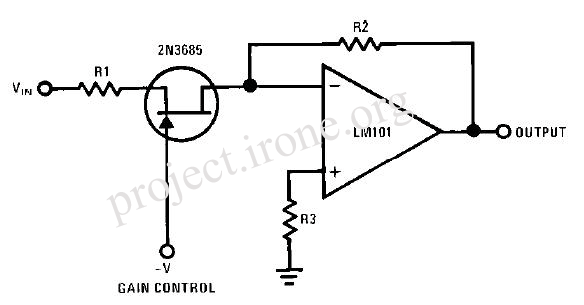 2N3685
R2
R1
VIN
LM101
OUTPUT
R3
-V
GAIN CONTROL
project.irone.org